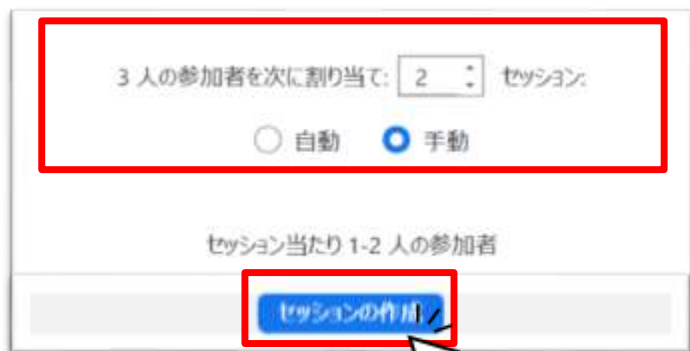 3 人の参加者を次に割り当て: 2 セッション:
自動 手動
セッション当たり 1-2 人の参加者
セッションの作成